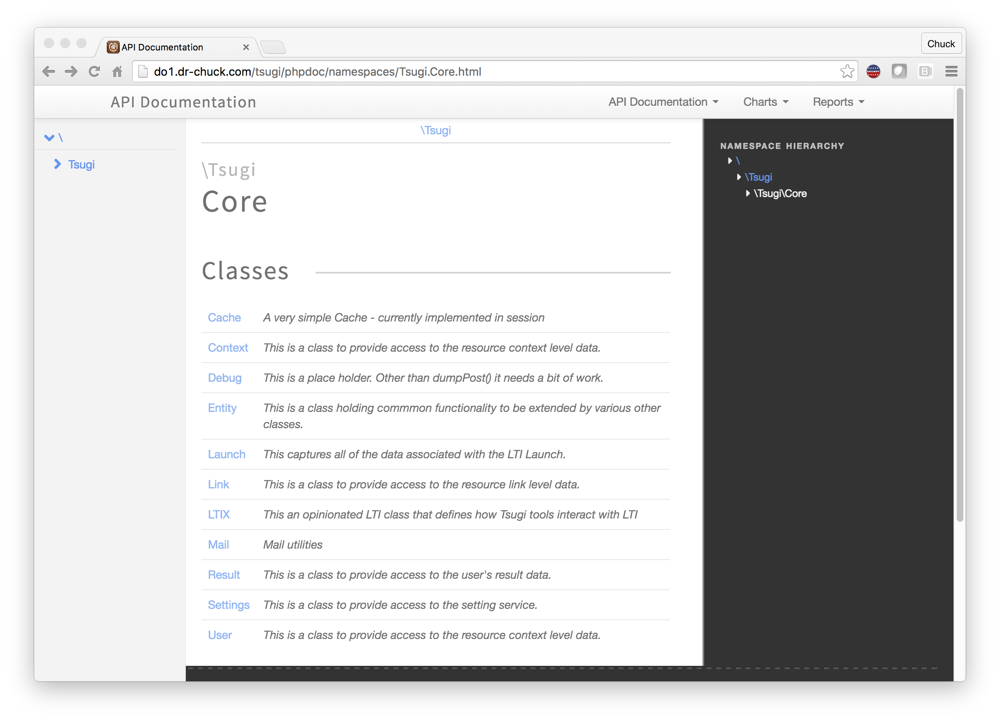 API Documentation
Chuck
do1.dr-chuck.com/tsugi/phpdoc/namespaces/Tsugi.Core.html
DRUMPF
B
API Documentation
API Documentation
Charts
Reports
\
Tsugi
\Tsugi
\Tsugi
Core
Classes
Cache A very simple Cache - currently implemented in session
Context This is a class to provide access to the resource context level data.
Debug This is a place holder. Other than dumpPost() it needs a bit of work.
Entity This is a class holding commmon functionality to be extended by various other
classes.
Launch This captures all of the data associated with the LTI Launch.
Link This is a class to provide access to the resource link level data.
LTIX This an opinionated LTI class that defines how Tsugi tools interact with LTI
Mail Mail utilities
Result This is a class to provide access to the user's result data.
Settings This is a class to provide access to the setting service.
User This is a class to provide access to the resource context level data.
NAMESPACE HIERARCHY
\
\Tsugi
\Tsugi\Core